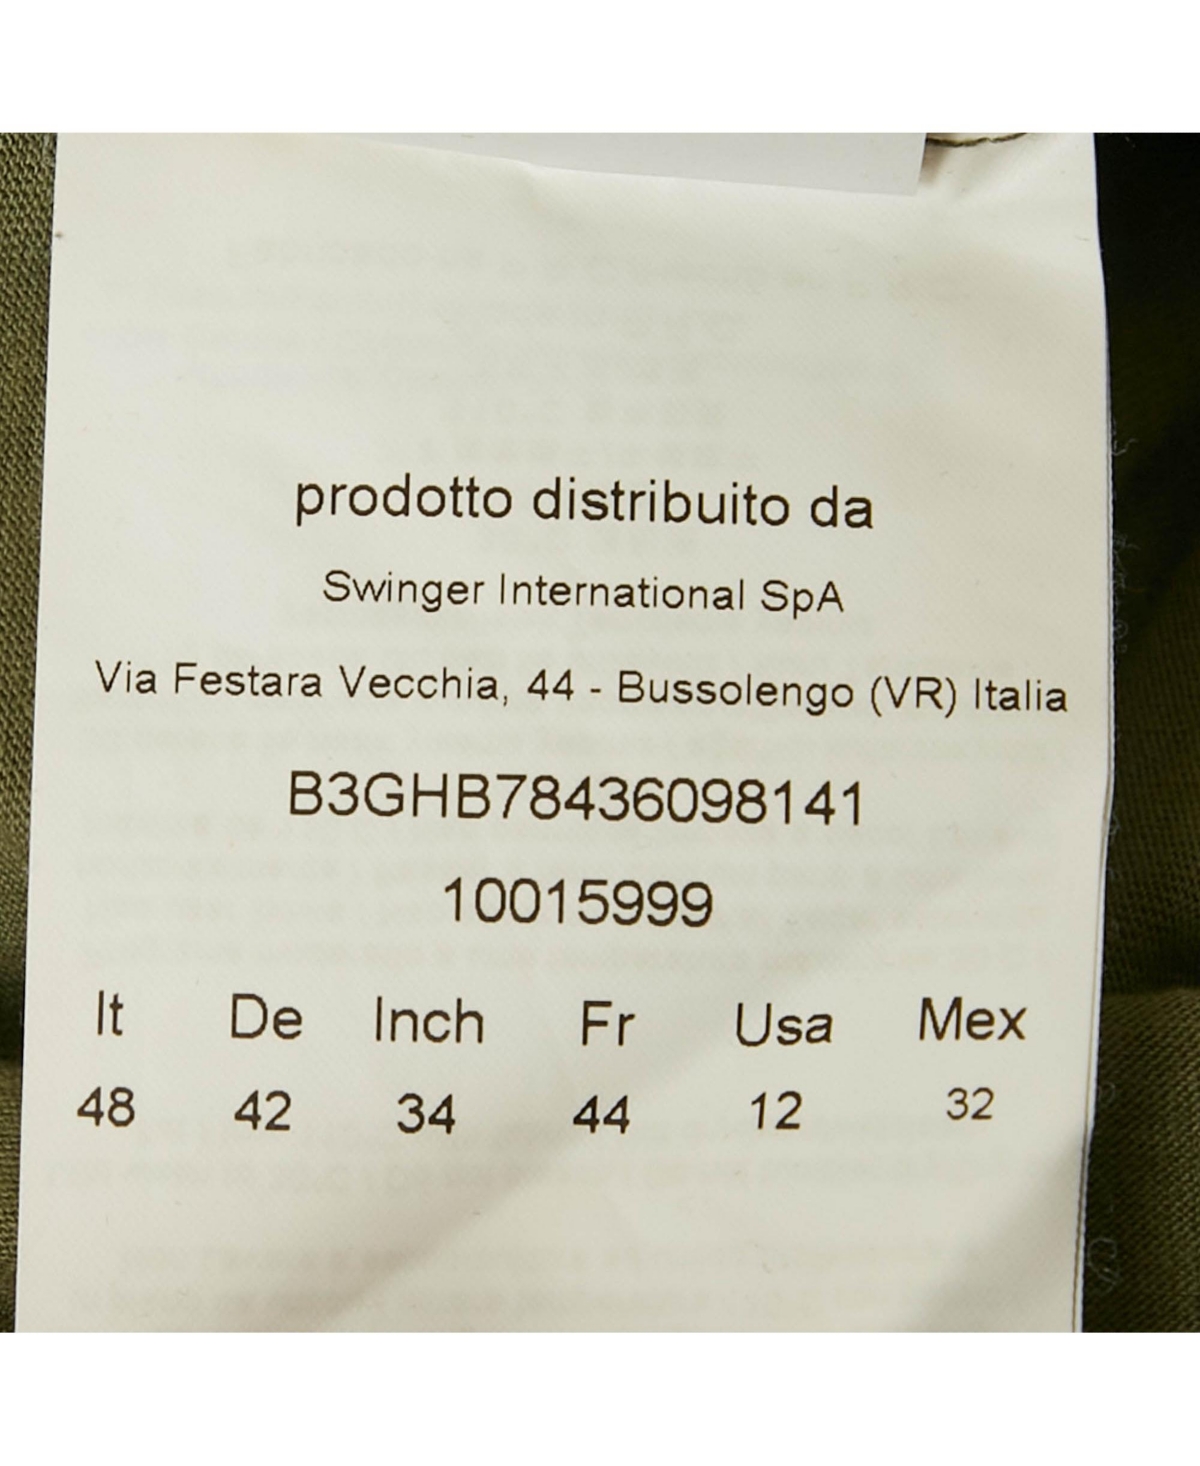 prodotto distribuito da
Swinger International SpA
Via Festara Vecchia, 44 - Bussolengo (VR) Italia
B3GHB78436098141
10015999
It De Inch Fr Usa Mex
48 42 34 44 12 32